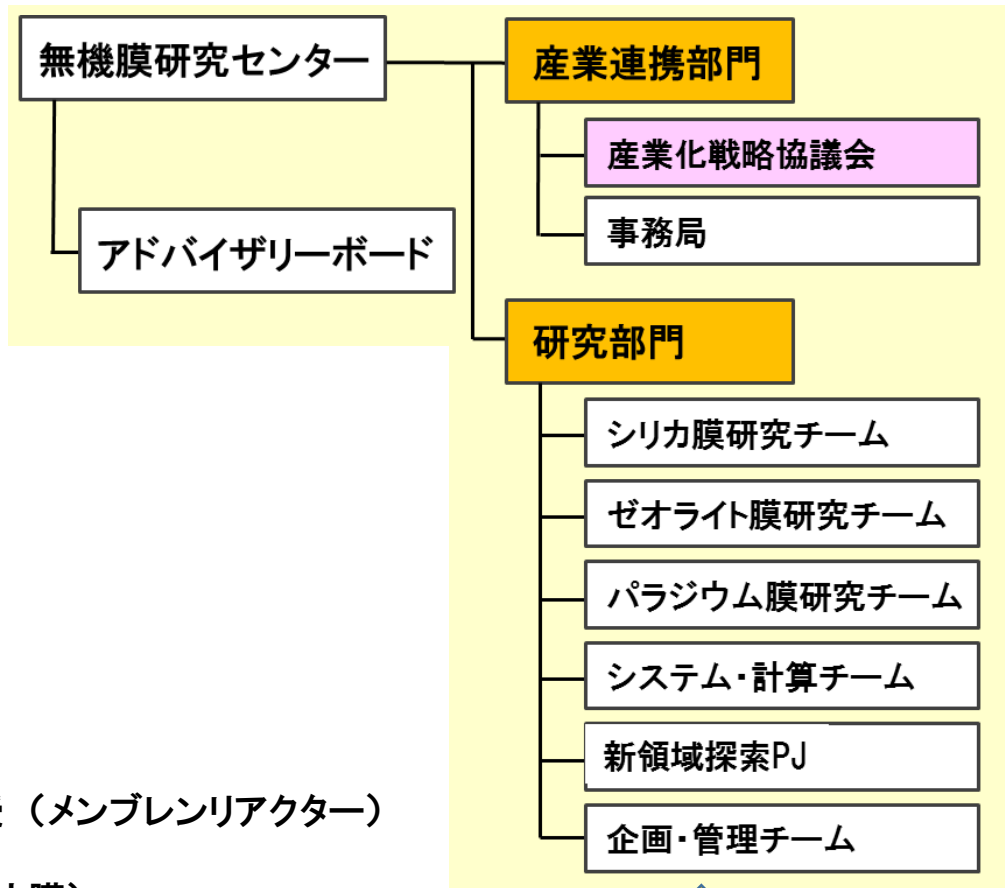 無機膜研究センター
アドバイザリーボード
産業連携部門
産業化戦略協議会
事務局
研究部門
シリカ膜研究チーム
ゼオライト膜研究チーム
パラジウム膜研究チーム
システム・計算チーム
新領域探索PJ
企画・管理チーム
（メンブレンリアクター）